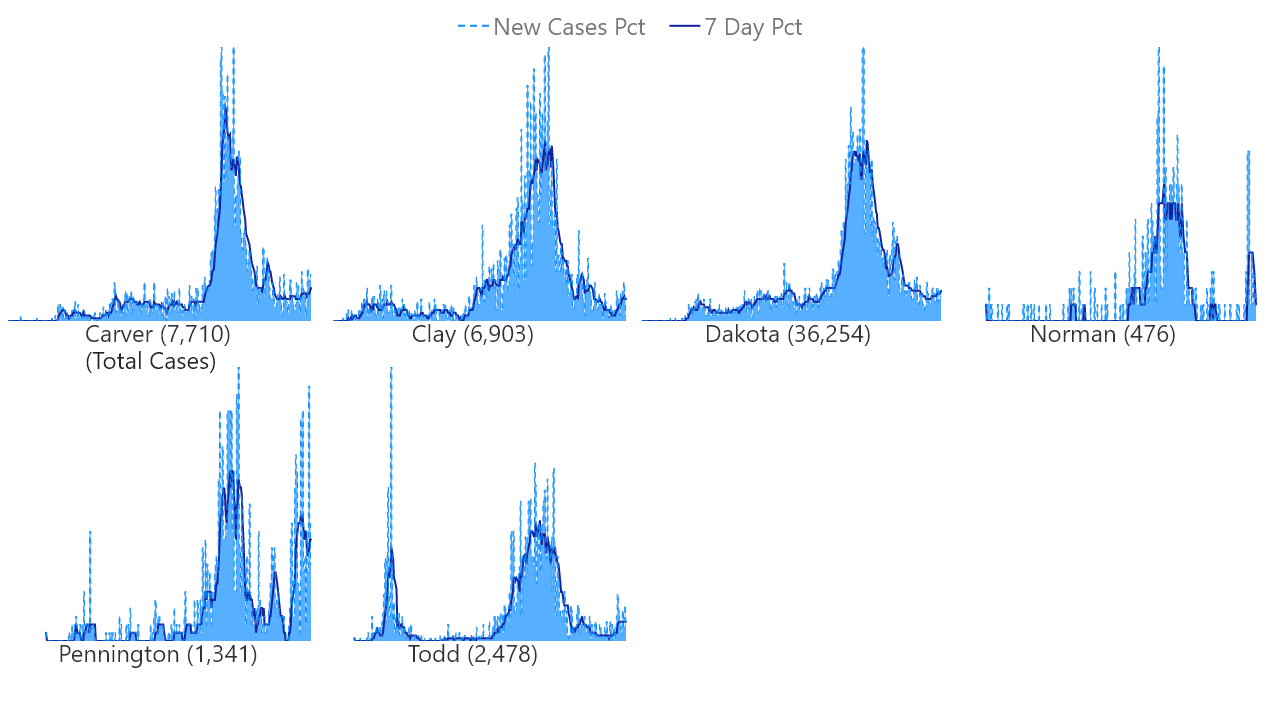 New Cases Pct 7 Day Pct
Carver (7,710)
(Total Cases)
Clay (6,903)
Dakota (36,254)
Norman (476)
Pennington (1,341)
Todd (2,478)